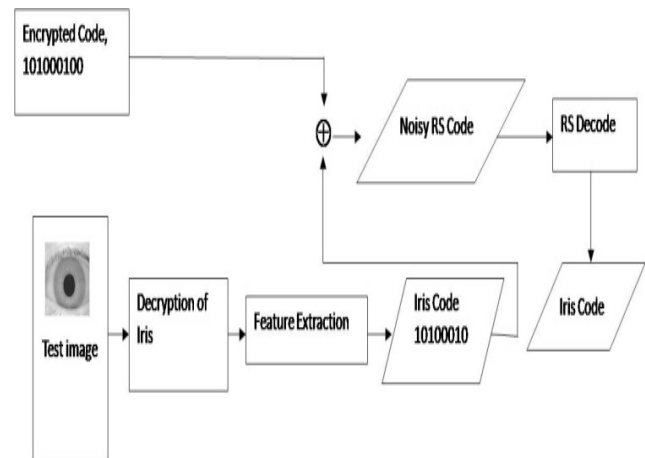 Encrypted Code,
101000100
Noisy RS Code
RS Decode
Test image
Decryption of
Iris
Feature Extraction
Iris Code
10100010
Iris Code